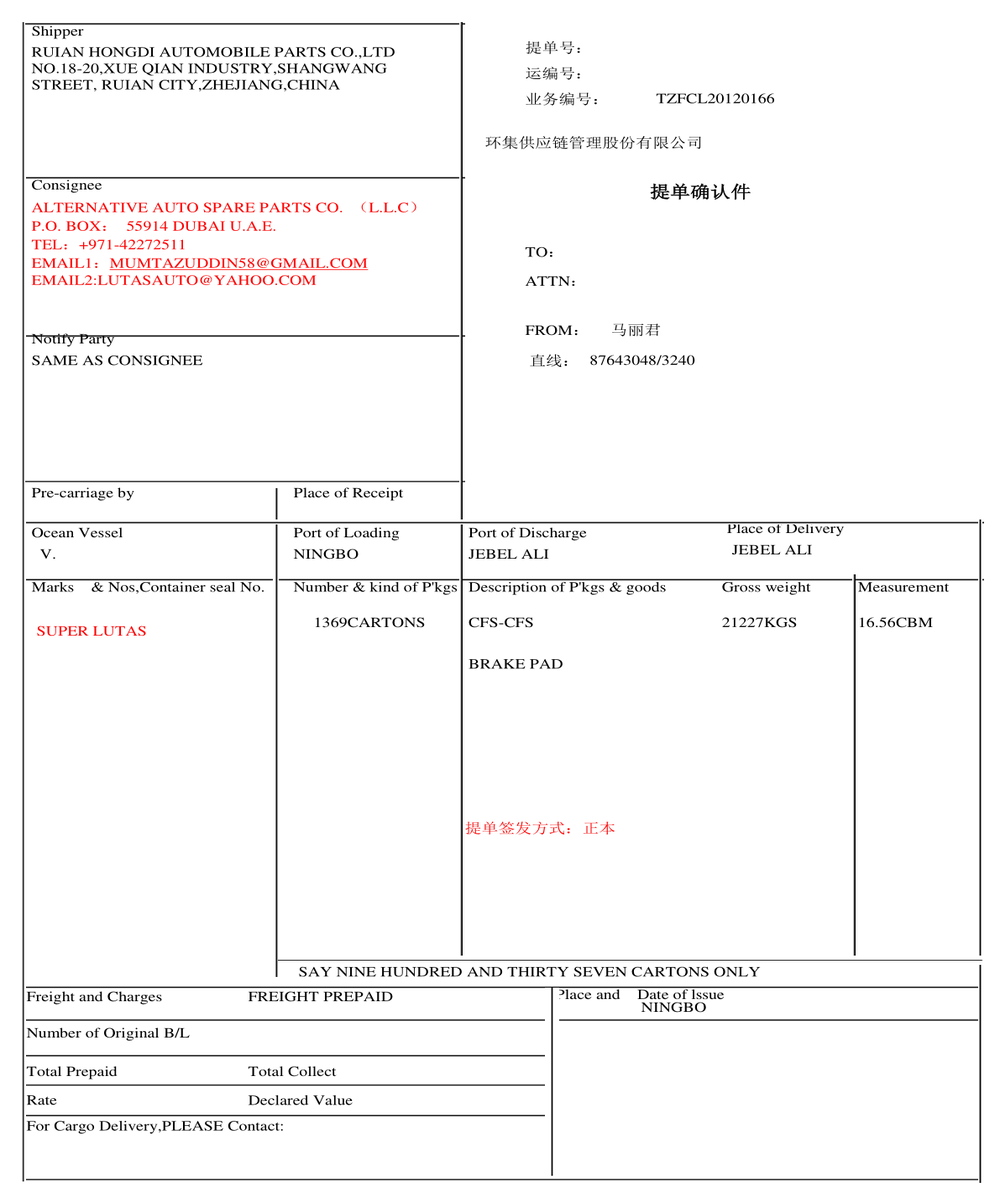 Shipper
RUIAN HONGDI AUTOMOBILE PARTS CO.,LTD
NO.18-20,XUE QIAN INDUSTRY,SHANGWANG
STREET, RUIAN CITY,ZHEJIANG,CHINA
提单号：
运编号：
业务编号： TZFCL20120166
环集供应链管理股份有限公司
提单确认件
Consignee
ALTERNATIVE AUTO SPARE PARTS CO. （L.L.C）
P.O. BOX： 55914 DUBAI U.A.E.
TEL：+971-42272511
EMAIL1：MUMTAZUDDIN58@GMAIL.COM
EMAIL2:LUTASAUTO@YAHOO.COM
TO：
ATTN：
FROM： 马丽君
直线： 87643048/3240
Notify Party
SAME AS CONSIGNEE
Pre-carriage by Place of Receipt
Ocean Vessel Port of Loading Port of Discharge Place of Delivery
V. NINGBO JEBEL ALI JEBEL ALI
Marks & Nos,Container seal No. Number & kind of P'kgs Description of P'kgs & goods Gross weight Measurement
SUPER LUTAS 1369CARTONS CFS-CFS 21227KGS 16.56CBM
BRAKE PAD
提单签发方式：正本
SAY NINE HUNDRED AND THIRTY SEVEN CARTONS ONLY
Freight and Charges FREIGHT PREPAID Place and Date of lssue
NINGBO
Number of Original B/L
Total Prepaid Total Collect
Rate Declared Value
For Cargo Delivery,PLEASE Contact: